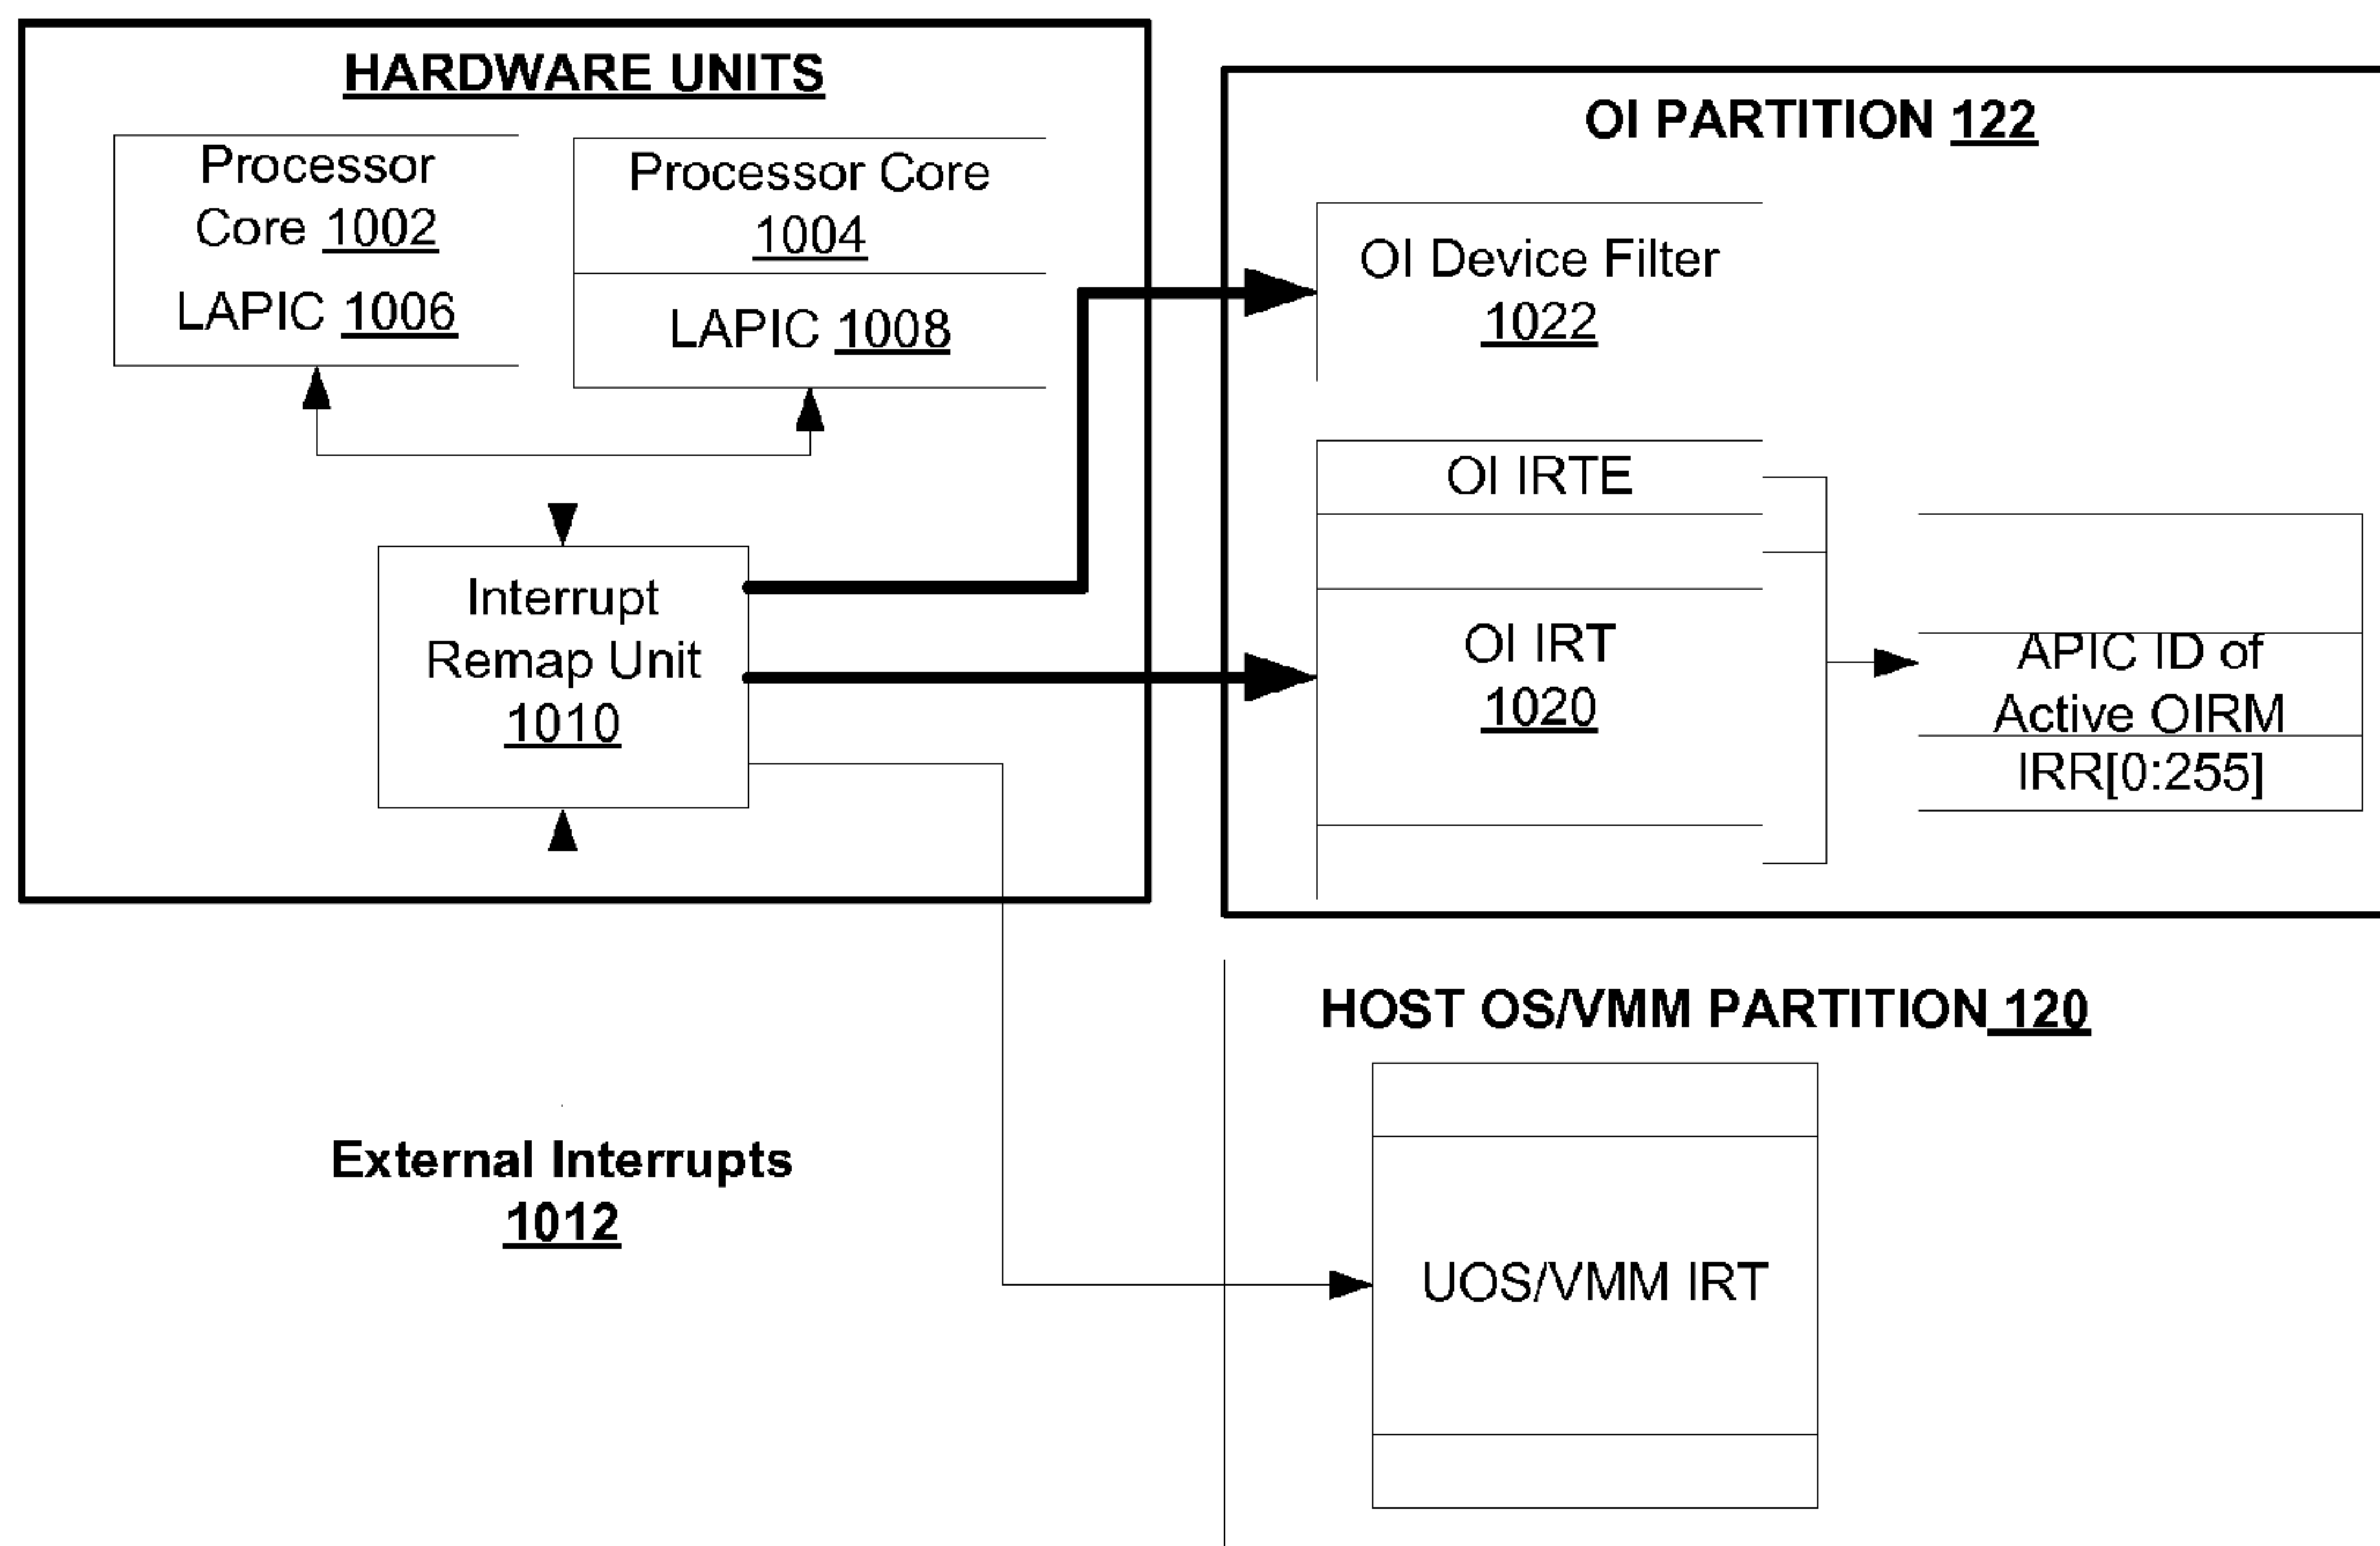 HARDWARE UNITS
Processor
Core 1002
LAPIC 1006
Processor Core
1004
LAPIC 1008
Interrupt
Remap Unit
1010
External Interrupts
1012
OI PARTITION 122
OI Device Filter
1022
OI IRTE
OI IRT
1020
APIC ID of
Active OIRM
IRR[0:255]
HOST OS/VMM PARTITION 120
UOS/VMM IRT